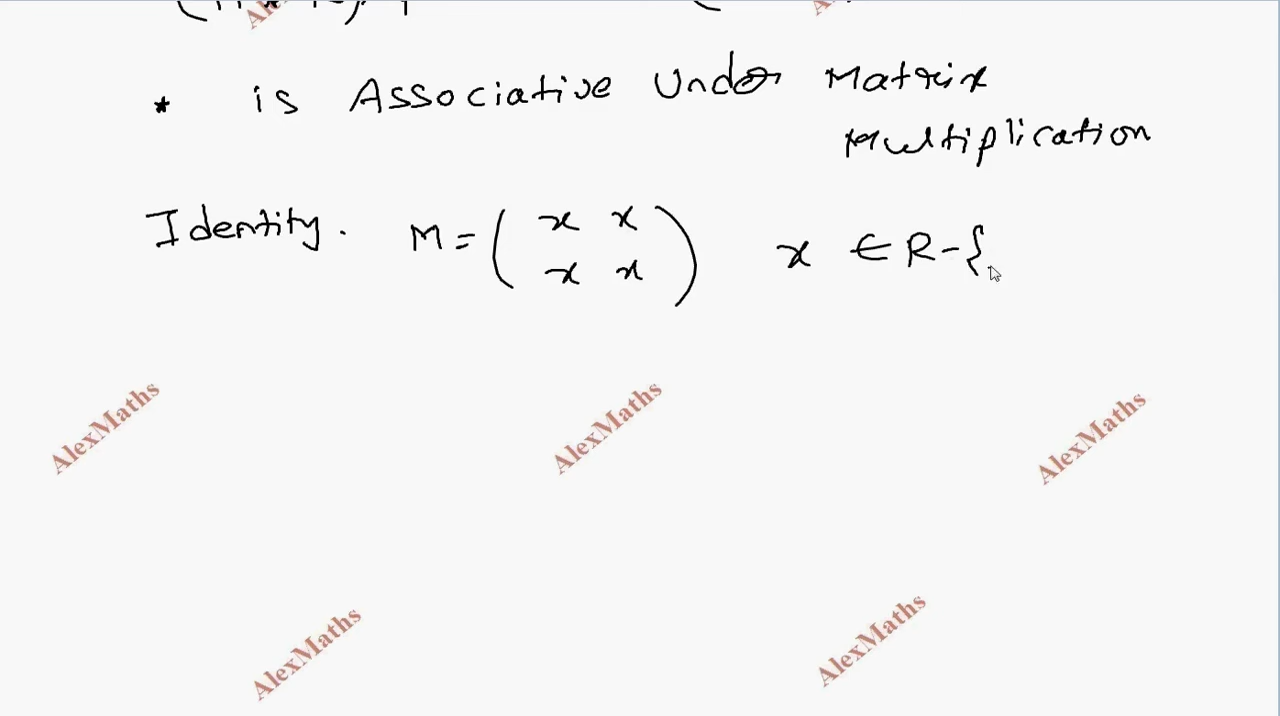 * is Associative Under Matrix
Multiplication
Identity. M = ( x x
x x ) x ∈ R - {
AlexMaths AlexMaths AlexMaths
AlexMaths AlexMaths